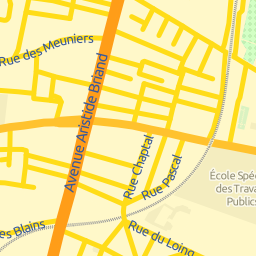 Rue des Meuniers
Avenue Aristide Briand
Rue Chaptal
Rue Pascal
École Spéc
des Trava
Publics
es Blains
Rue du Loing